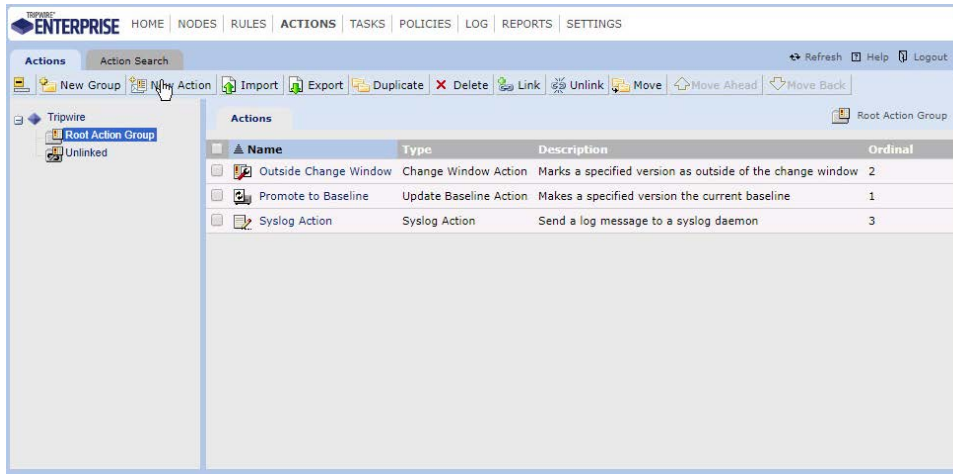 TRIPWIRE®
ENTERPRISE HOME NODES RULES ACTIONS TASKS POLICIES LOG REPORTS SETTINGS
Actions Action Search Refresh Help Logout
New Group New Action Import Export Duplicate Delete Link Unlink Move Move Ahead Move Back
Tripwire
Root Action Group
Unlinked
Actions Root Action Group
Name Type Description Ordinal
Outside Change Window Change Window Action Marks a specified version as outside of the change window 2
Promote to Baseline Update Baseline Action Makes a specified version the current baseline 1
Syslog Action Syslog Action Send a log message to a syslog daemon 3